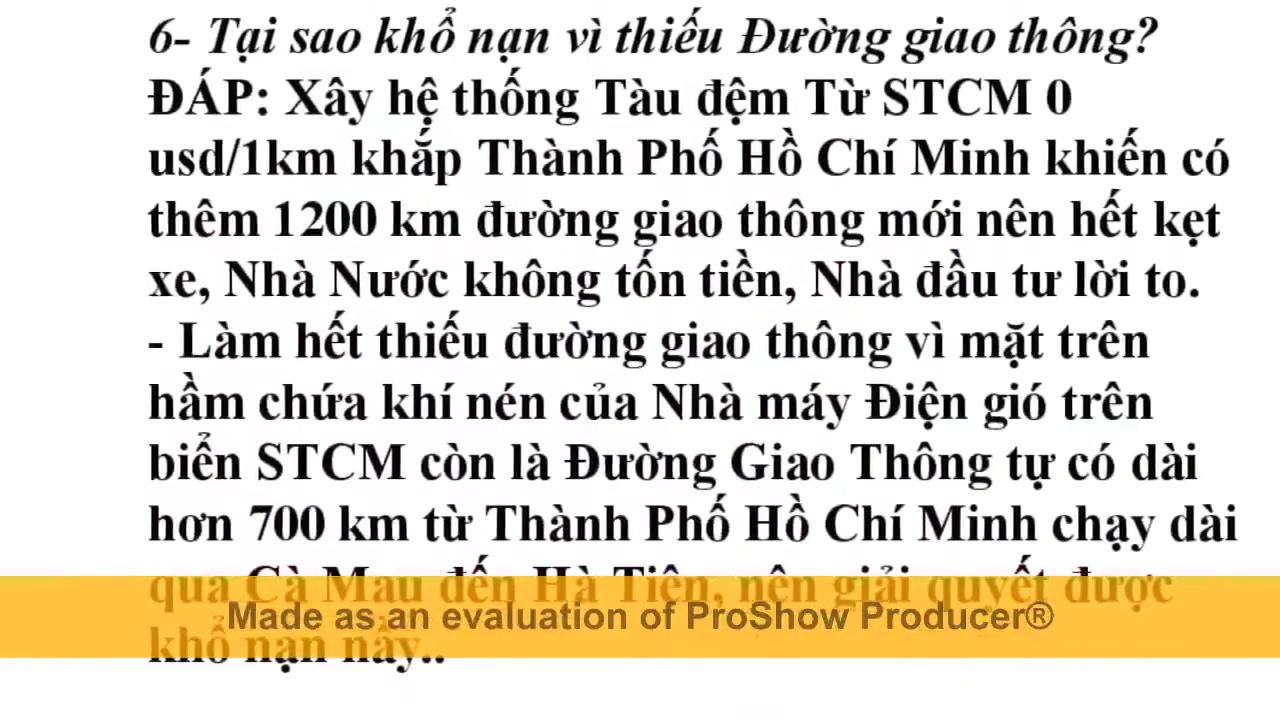 6- Tại sao khổ nạn vì thiếu Đường giao thông?
ĐÁP: Xây hệ thống Tàu đệm Từ STCM 0
usd/1km khắp Thành Phố Hồ Chí Minh khiến có
thêm 1200 km đường giao thông mới nên hết kẹt
xe, Nhà Nước không tốn tiền, Nhà đầu tư lời to.
- Làm hết thiếu đường giao thông vì mặt trên
hầm chứa khí nén của Nhà máy Điện gió trên
biển STCM còn là Đường Giao Thông tự có dài
hơn 700 km từ Thành Phố Hồ Chí Minh chạy dài
qua Cà Mau đến Hà Tiên, nên giải quyết được
Made as an evaluation of ProShow Producer®
khổ nạn nầy..